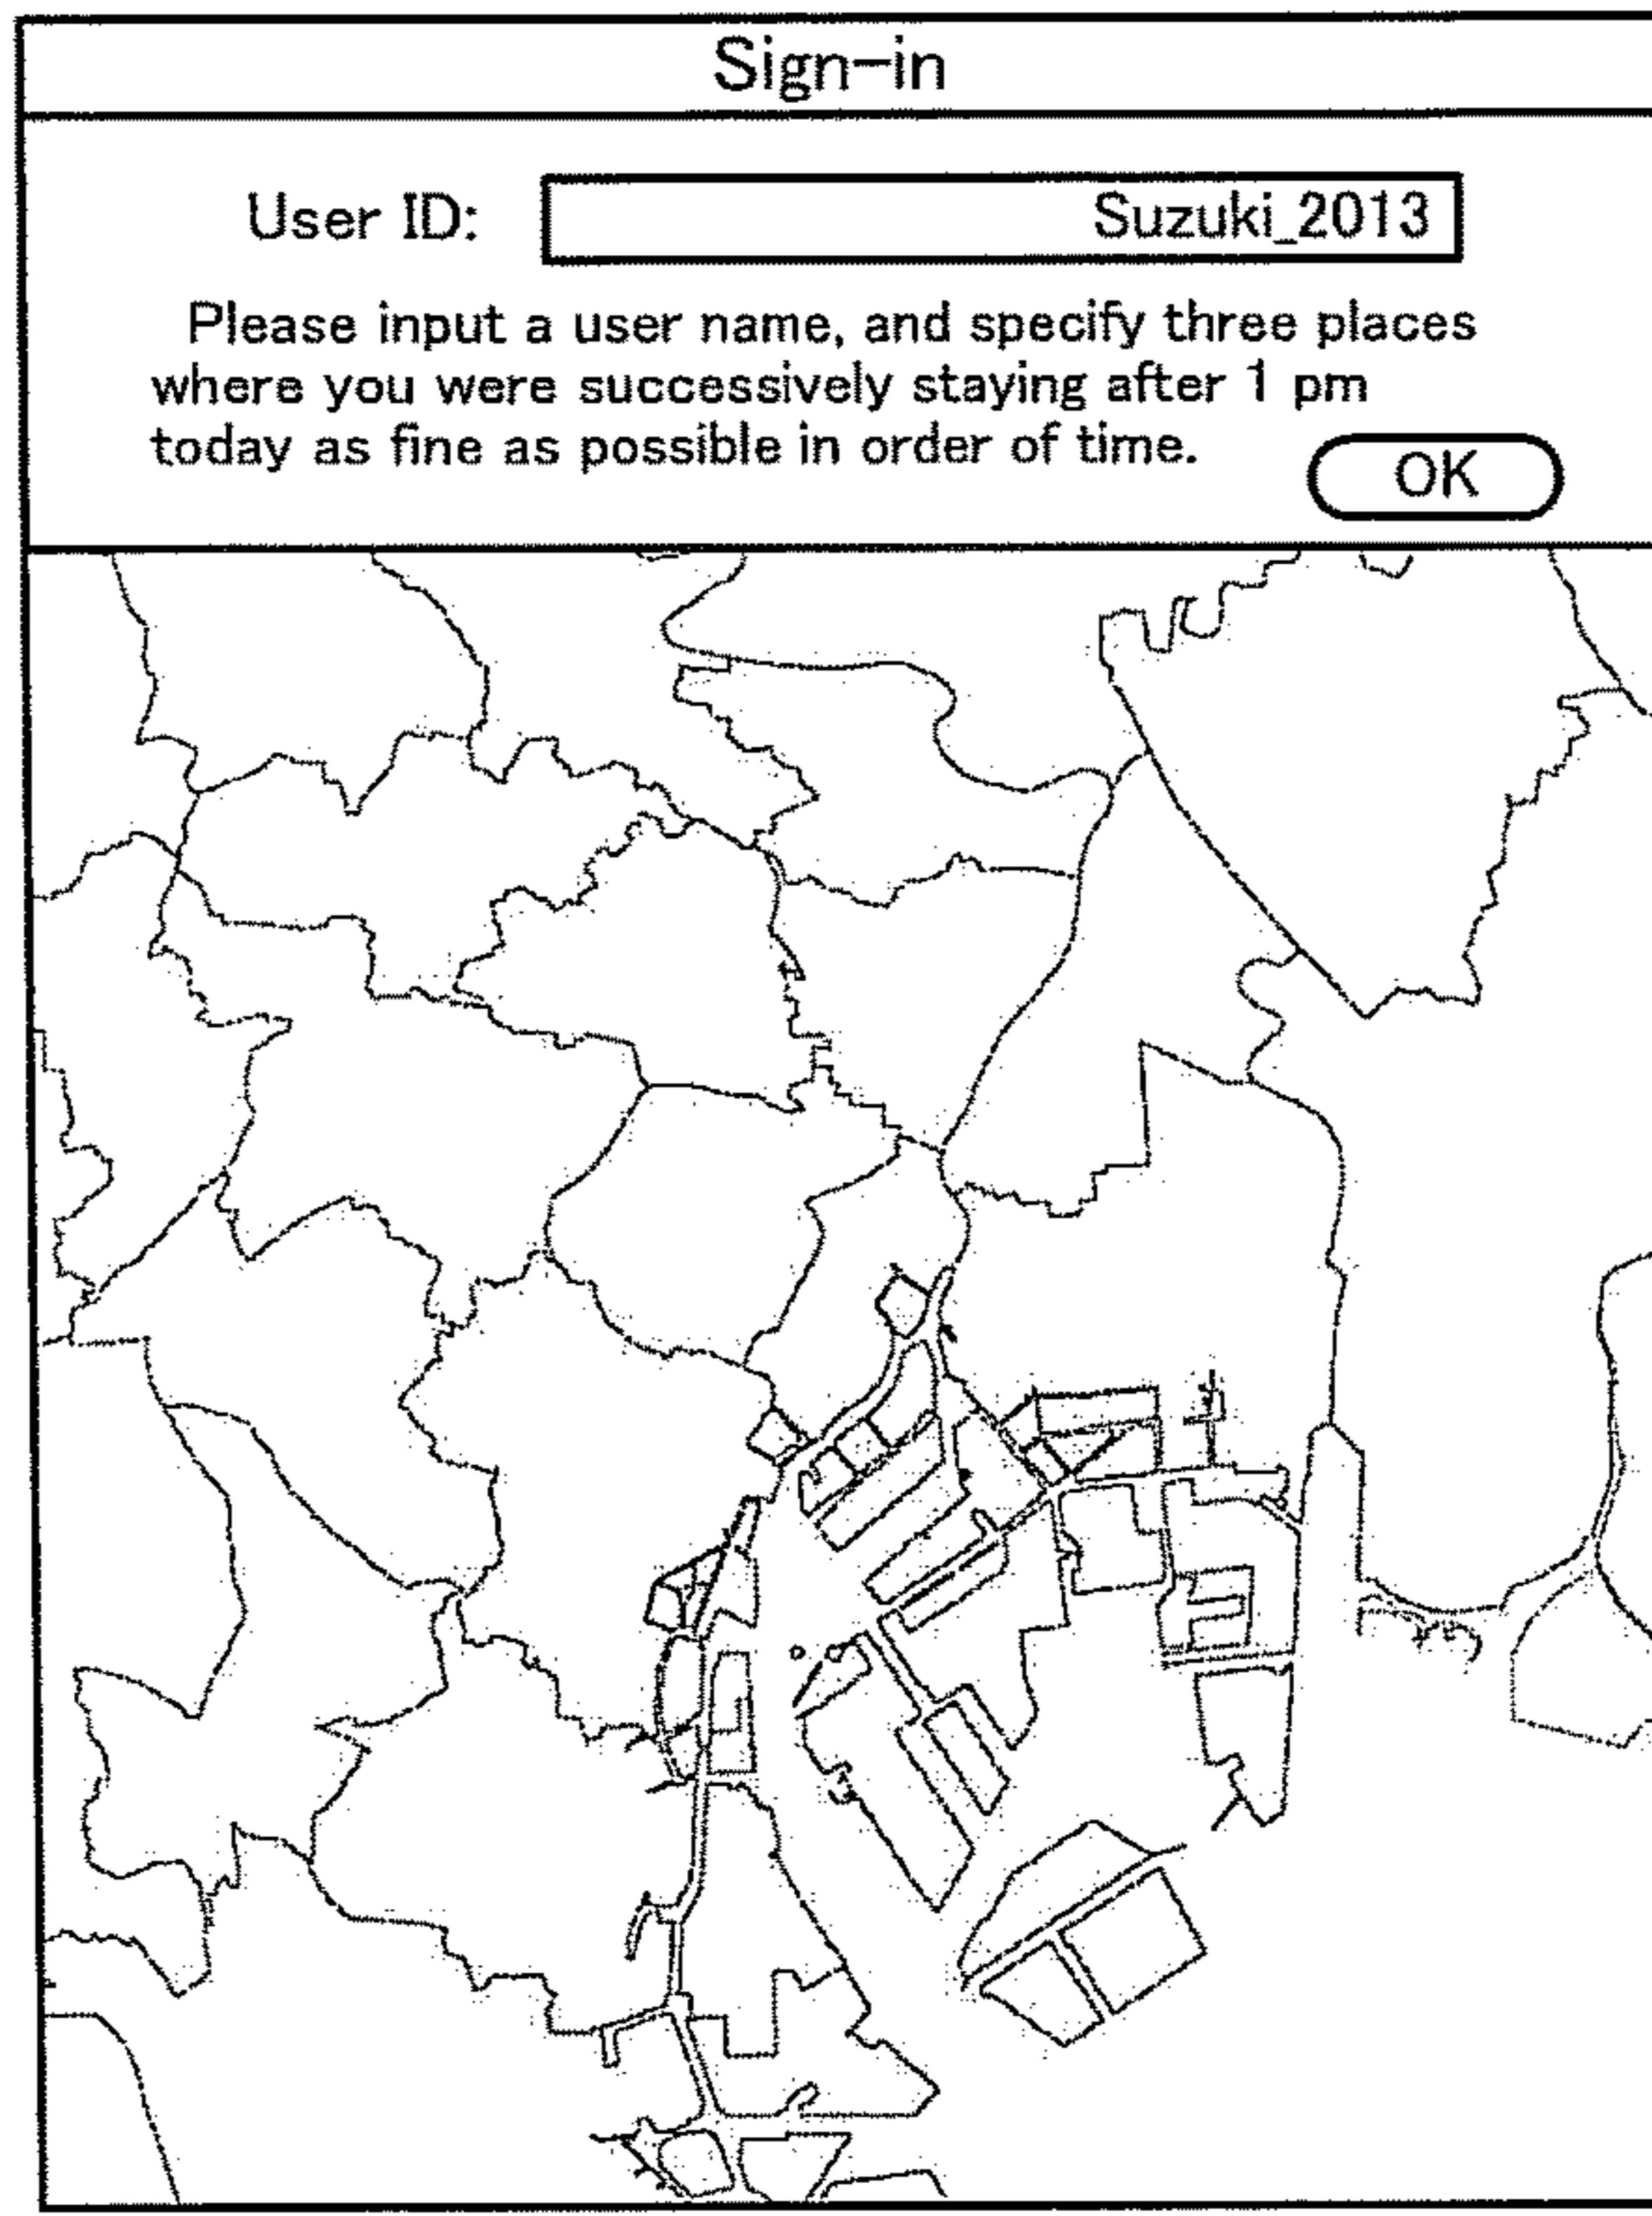 Sign-in
User ID: Suzuki_2013
Please input a user name, and specify three places
where you were successively staying after 1 pm
today as fine as possible in order of time.
OK